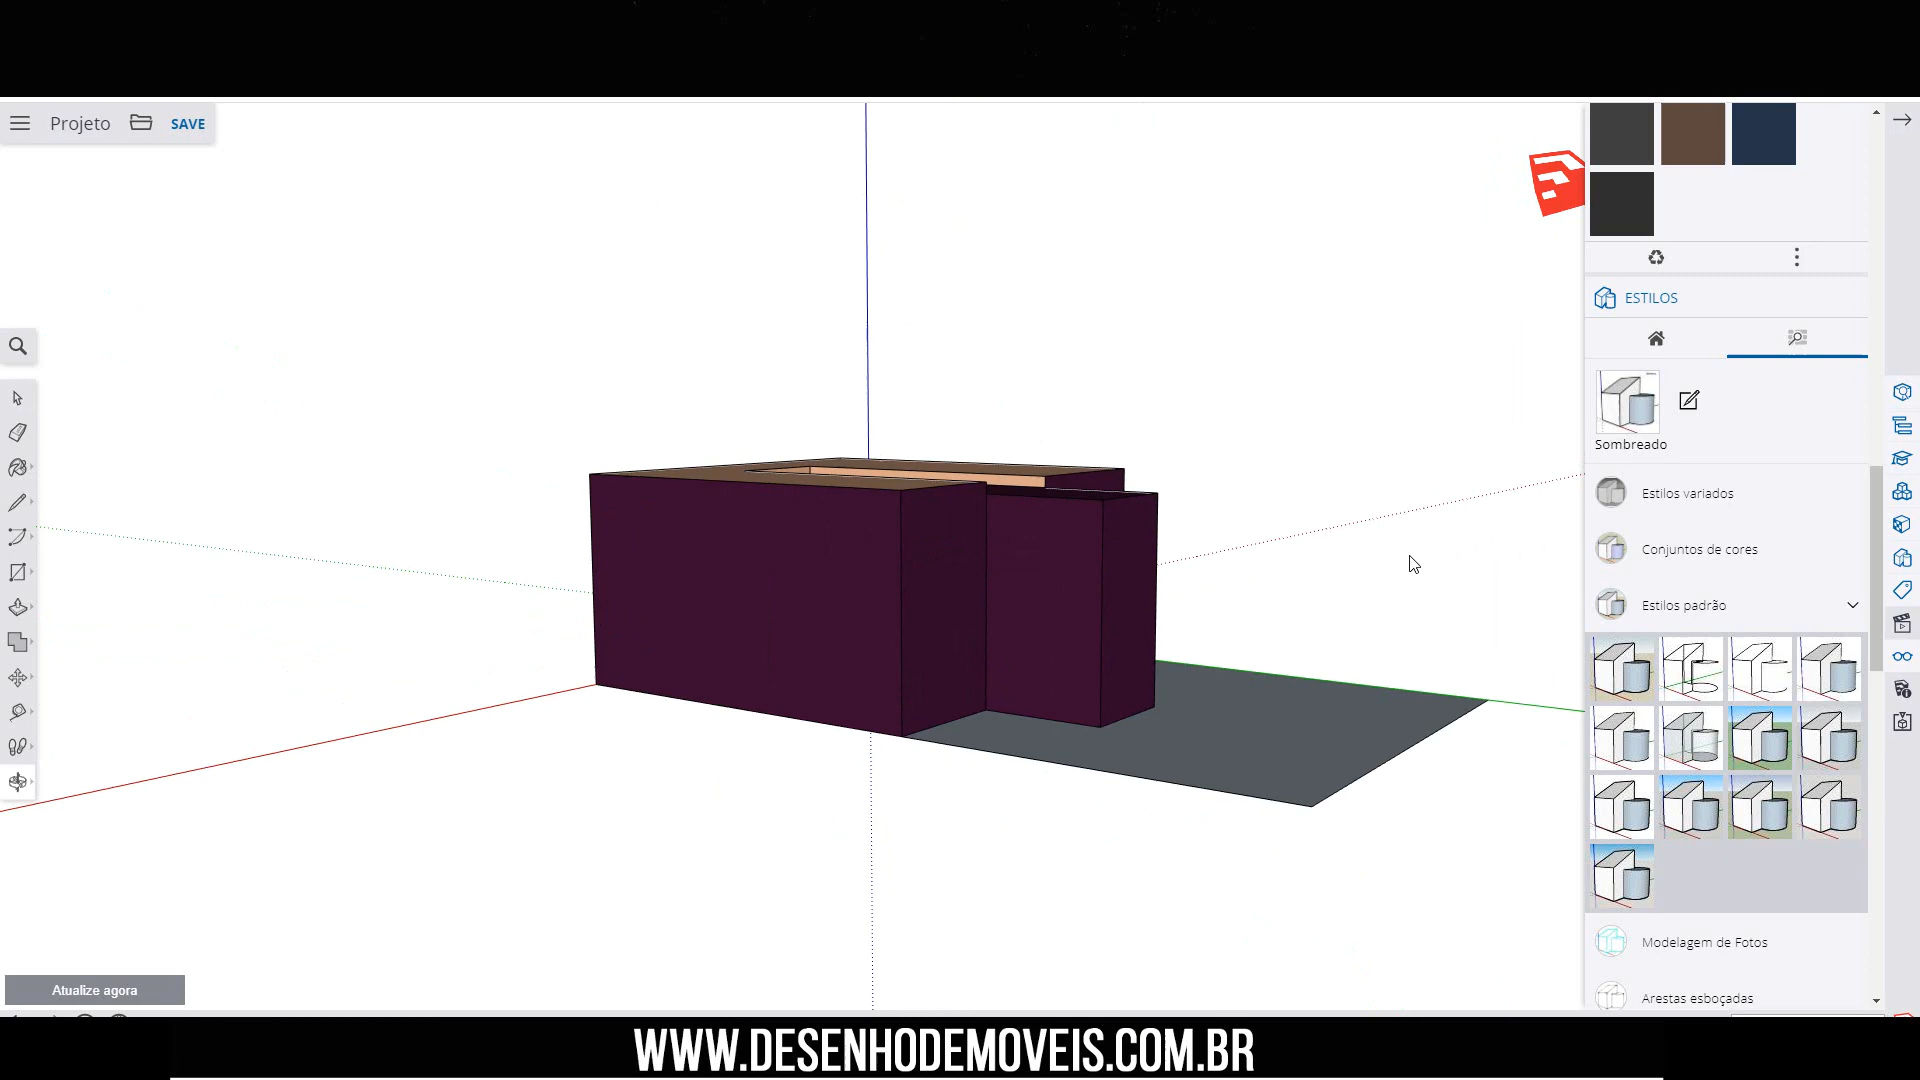 Projeto
SAVE
ESTILOS
Sombreado
Estilos variados
Conjuntos de cores
Estilos padrão
Modelagem de Fotos
Arestas esboçadas
Atualize agora
WWW.DESENHODEMOVEIS.COM.BR